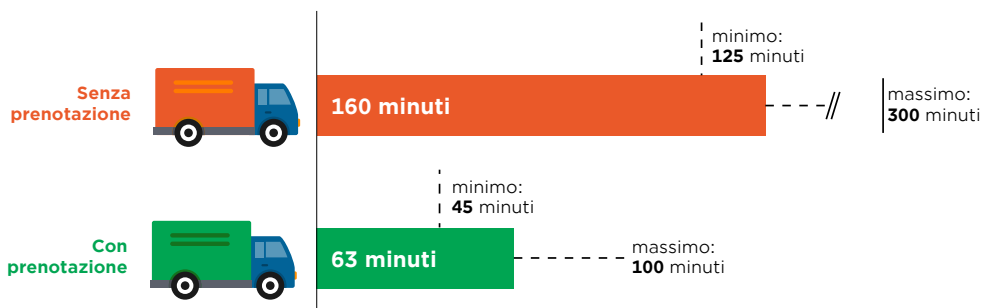 minimo:
125 minuti
Senza
prenotazione
160 minuti
massimo:
300 minuti
minimo:
45 minuti
Con
prenotazione
63 minuti
massimo:
100 minuti